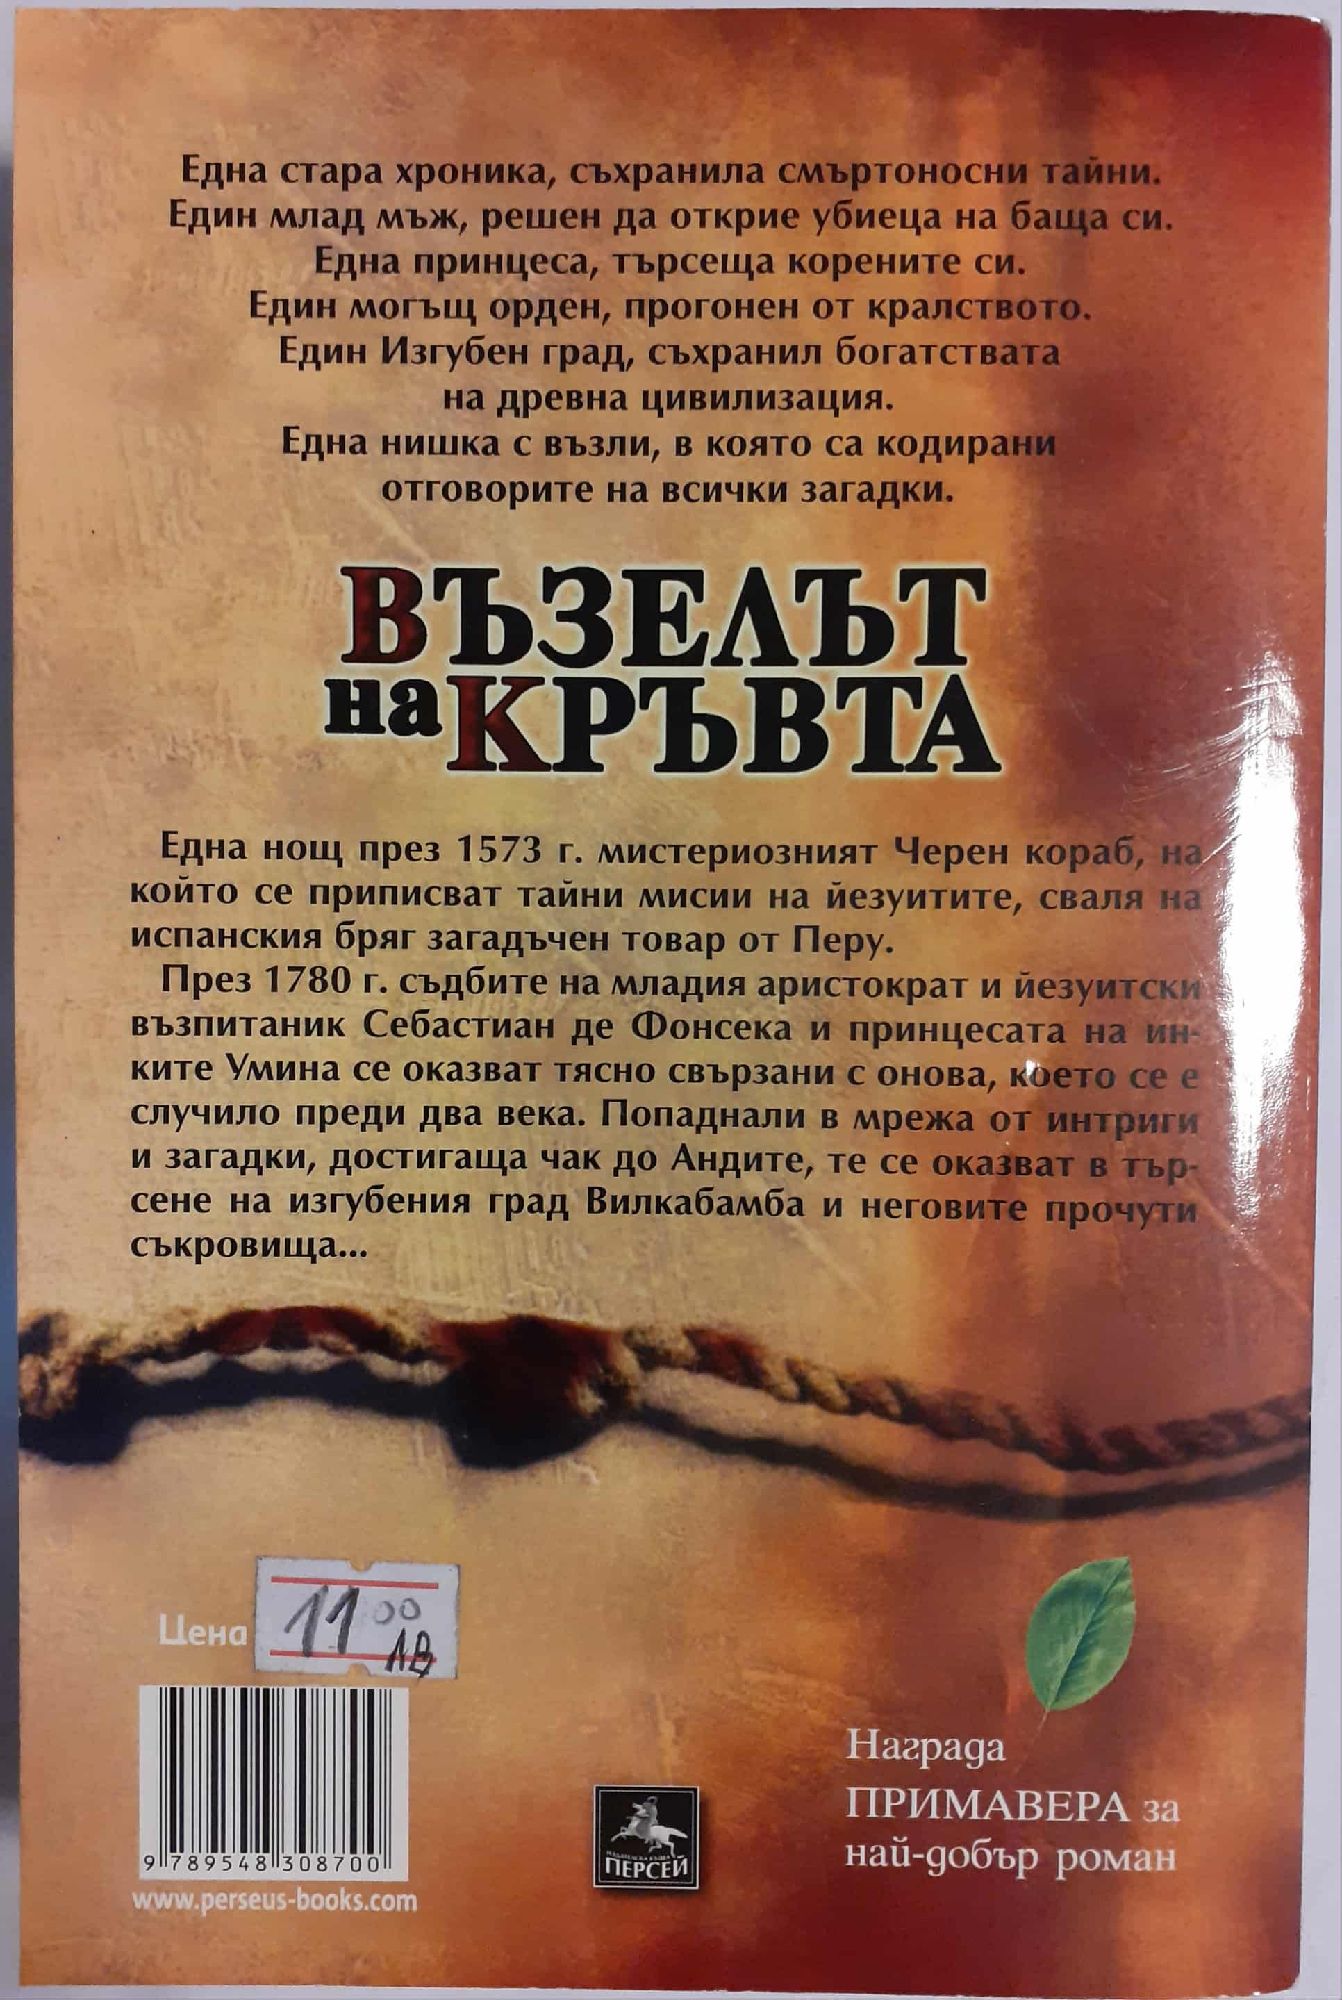 Една стара хроника, съхранила смъртоносни тайни.
Един млад мъж, решен да открие убиеца на баща си.
Една принцеса, търсеща корените си.
Един могъщ орден, прогонен от кралството.
Един Изгубен град, съхранил богатствата
на древна цивилизация.
Една нишка с възли, в която са кодирани
отговорите на всички загадки.
ВЪЗЕЛЪТ
на КРЪВТА
Една нощ през 1573 г. мистериозният Черен кораб, на
който се приписват тайни мисии на йезуитите, сваля на
испанския бряг загадъчен товар от Перу.
През 1780 г. съдбите на младия аристократ и йезуитски
възпитаник Себастиан де Фонсека и принцесата на ин-
ките Умина се оказват тясно свързани с онова, което се е
случило преди два века. Попаднали в мрежа от интриги
и загадки, достигаща чак до Андите, те се оказват в тър-
сене на изгубения град Вилкабамба и неговите прочути
съкровища...
Цена 11 00 лв
9 789548 308700
www.perseus-books.com
ИЗДАТЕЛСКА КЪЩА
ПЕРСЕЙ
Награда
ПРИМАВЕРА за
най-добър роман